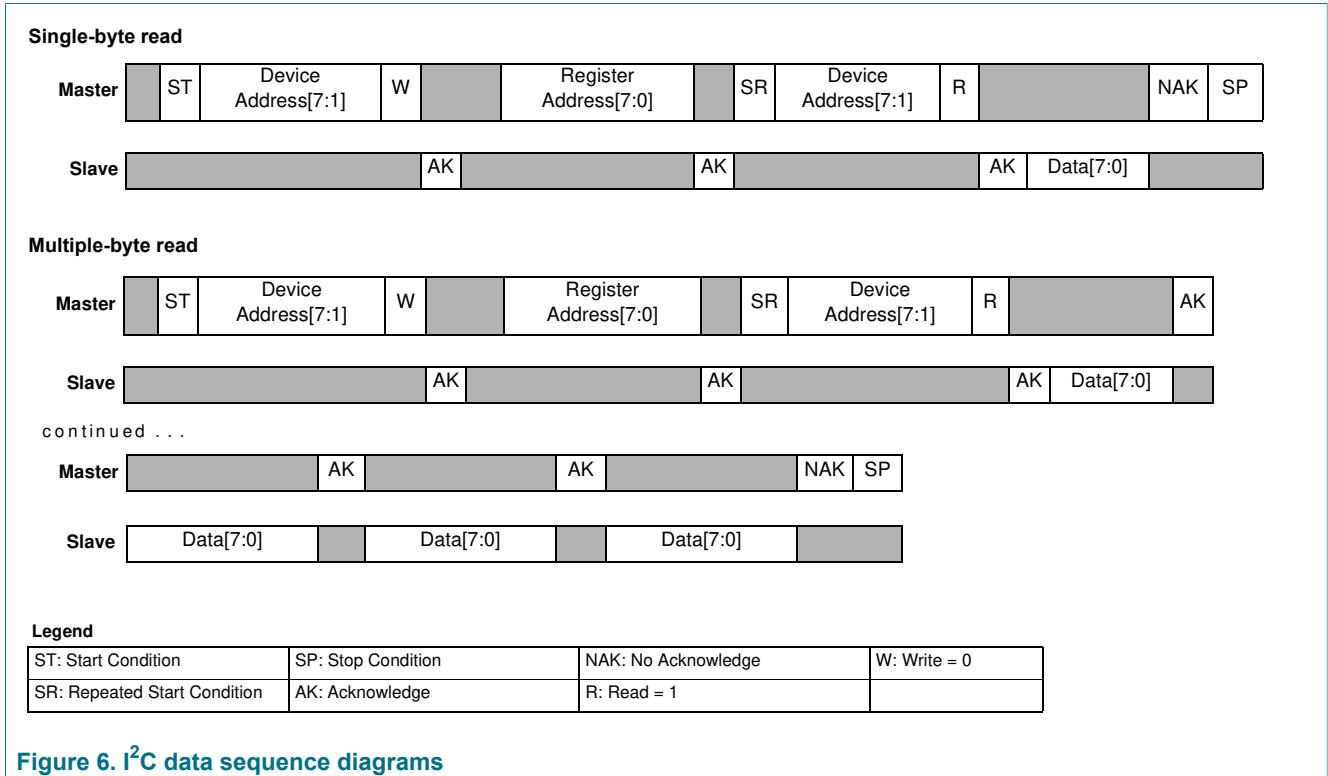 Single-byte read
Master ST Device Address[7:1] W Register Address[7:0] SR Device Address[7:1] R NAK SP
Slave AK AK AK Data[7:0]
Multiple-byte read
Master ST Device Address[7:1] W Register Address[7:0] SR Device Address[7:1] R AK
Slave AK AK AK Data[7:0]
continued ...
Master AK AK NAK SP
Slave Data[7:0] Data[7:0] Data[7:0]
Legend
ST: Start Condition SP: Stop Condition NAK: No Acknowledge W: Write = 0
SR: Repeated Start Condition AK: Acknowledge R: Read = 1
Figure 6. I²C data sequence diagrams